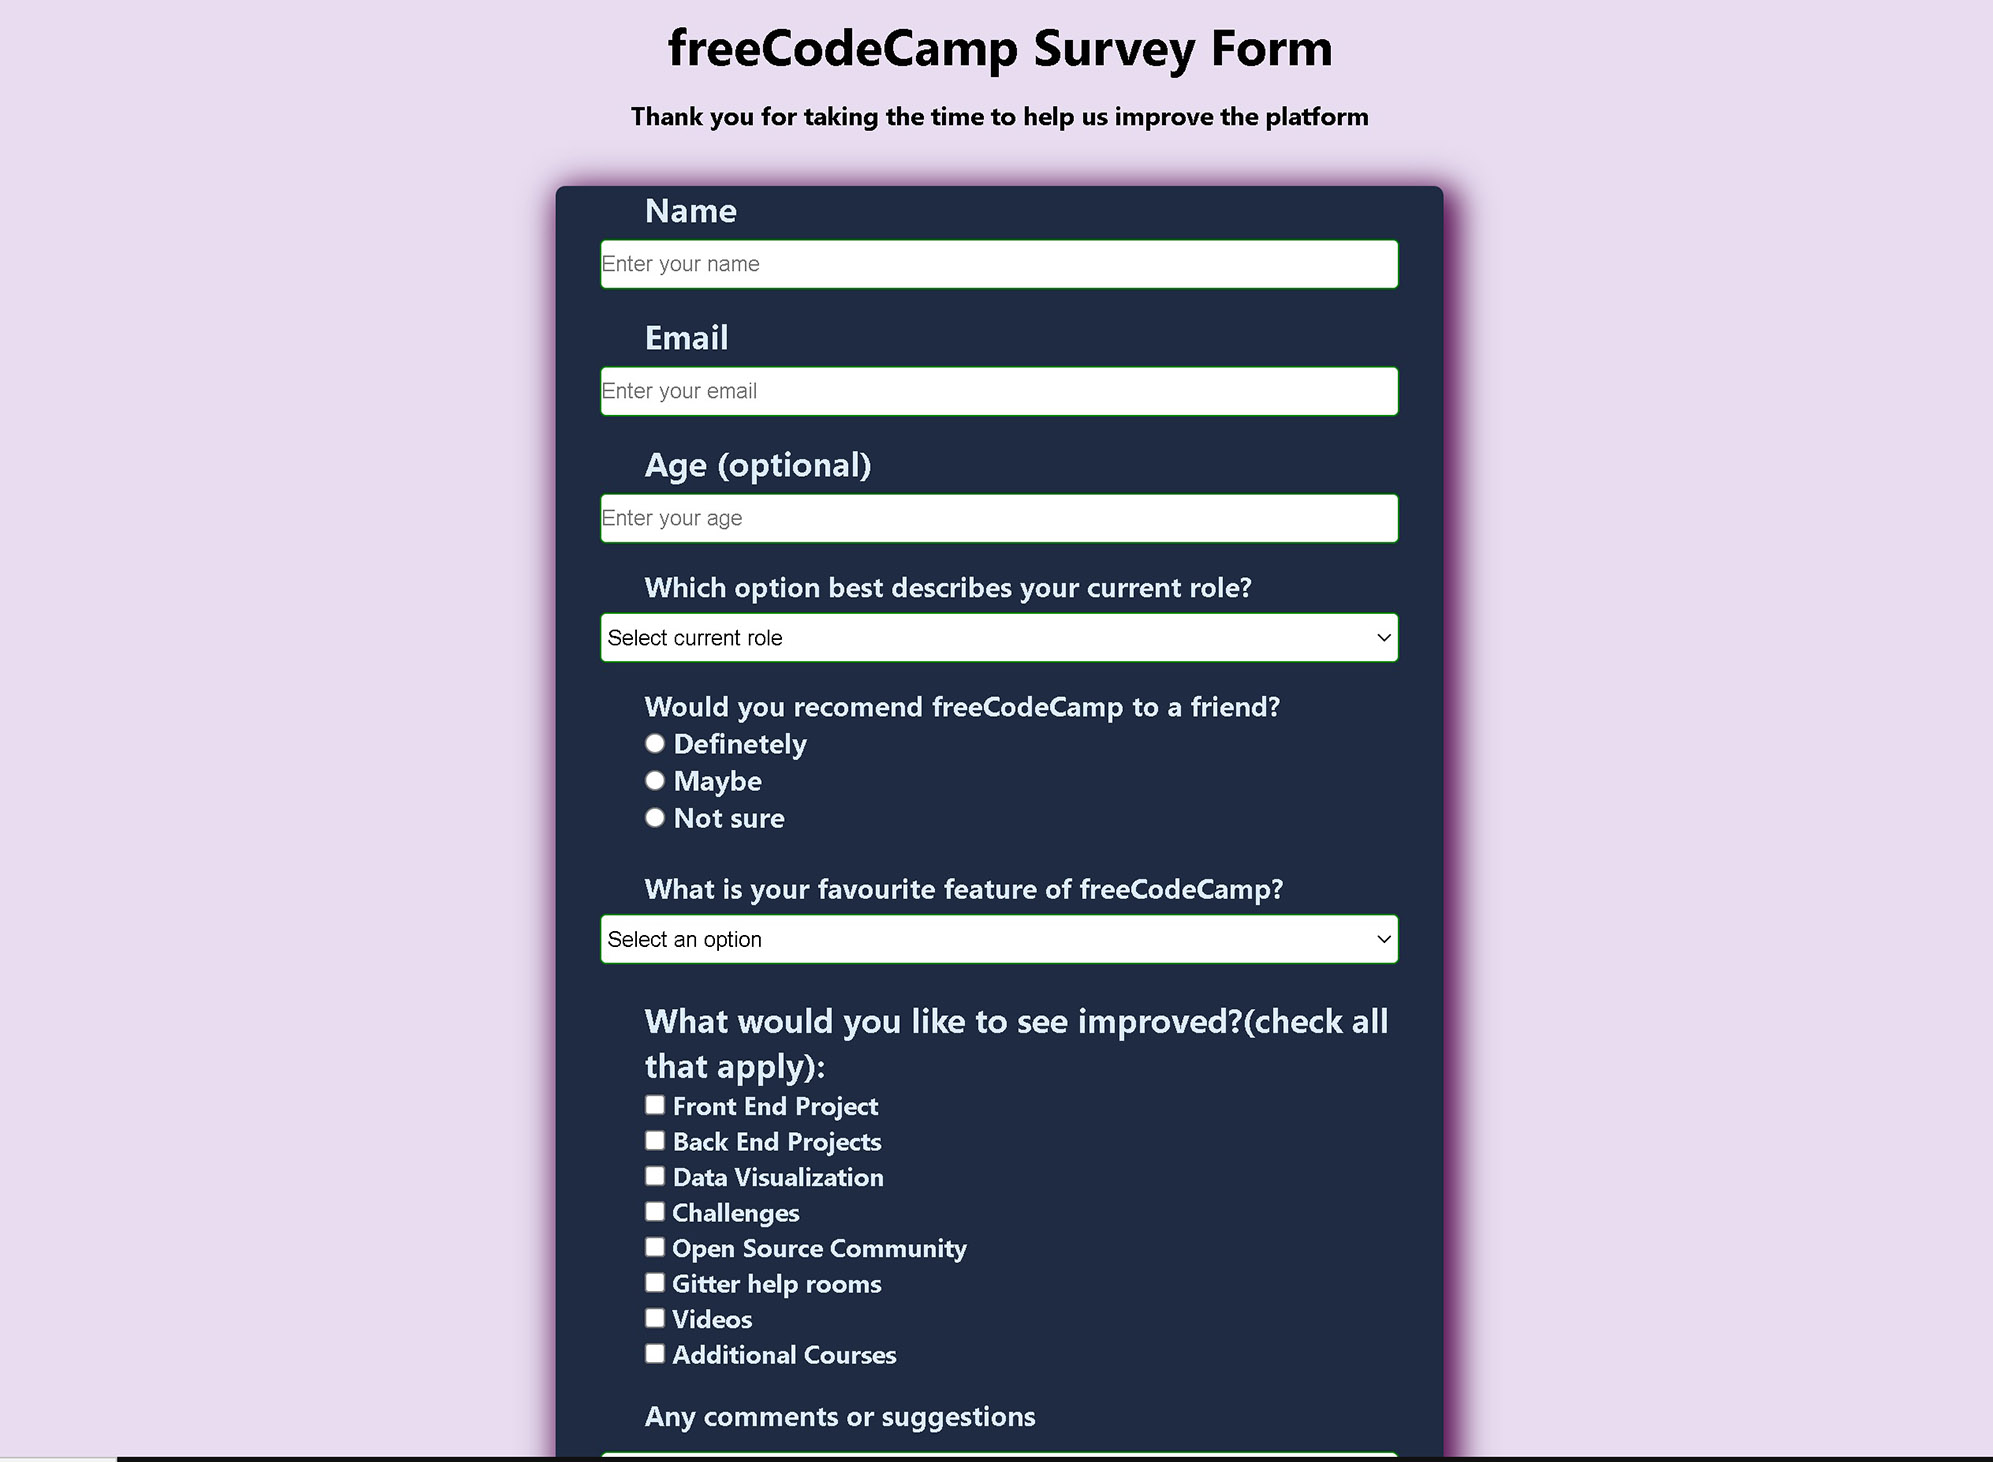 freeCodeCamp Survey Form
Thank you for taking the time to help us improve the platform
Name
Enter your name
Email
Enter your email
Age (optional)
Enter your age
Which option best describes your current role?
Select current role
Would you recomend freeCodeCamp to a friend?
Definetely
Maybe
Not sure
What is your favourite feature of freeCodeCamp?
Select an option
What would you like to see improved?(check all
that apply):
Front End Project
Back End Projects
Data Visualization
Challenges
Open Source Community
Gitter help rooms
Videos
Additional Courses
Any comments or suggestions